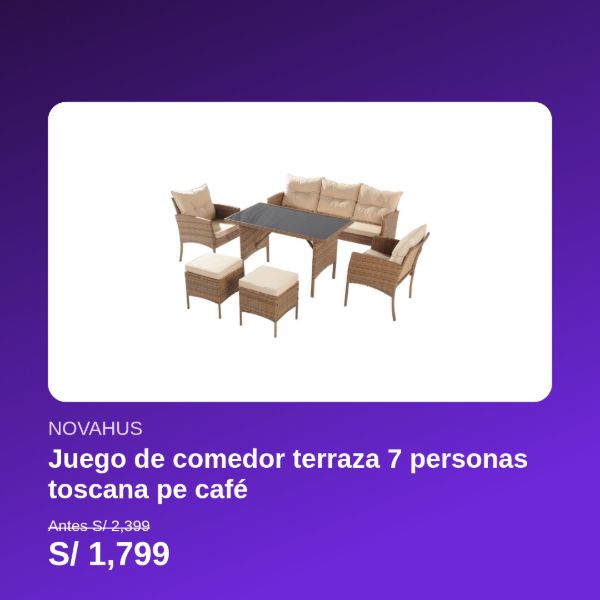 NOVAHUS
Juego de comedor terraza 7 personas
toscana pe café
Antes S/ 2,399
S/ 1,799